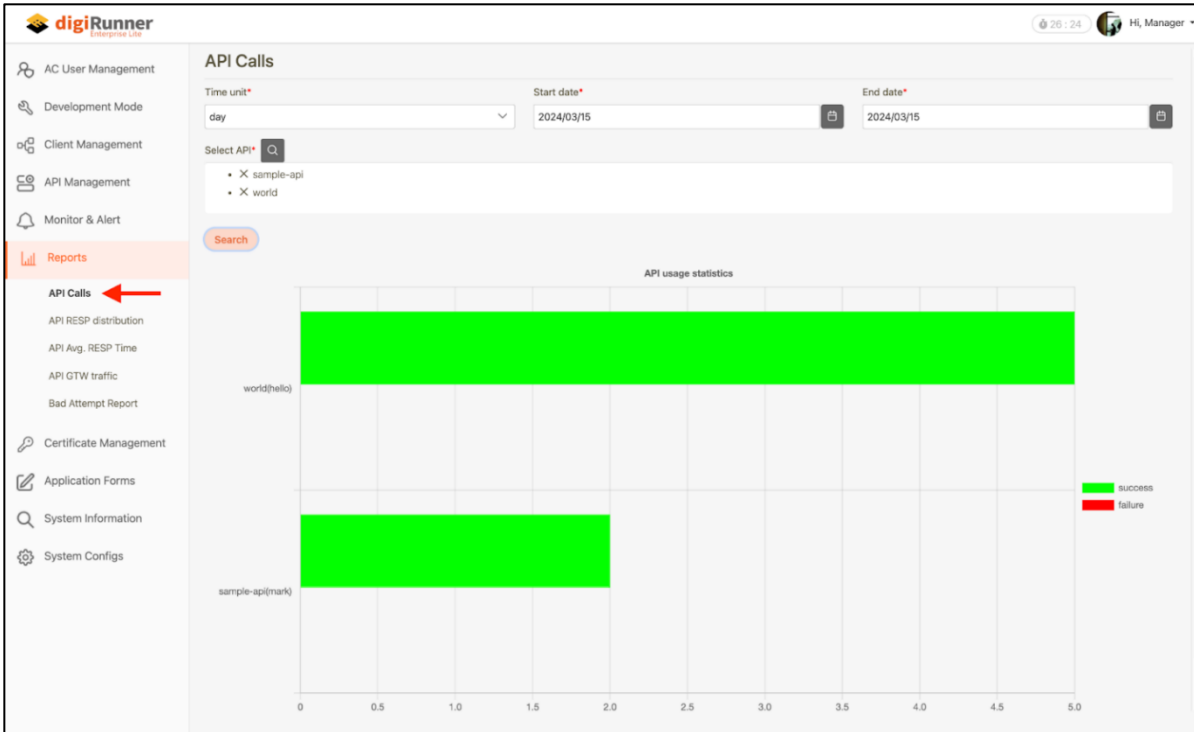 digiRunner
Enterprise Lite
26 : 24
Hi, Manager
AC User Management
Development Mode
Client Management
API Management
Monitor & Alert
Reports
API Calls
API RESP distribution
API Avg. RESP Time
API GTW traffic
Bad Attempt Report
Certificate Management
Application Forms
System Information
System Configs
API Calls
Time unit*
Start date*
End date*
day
2024/03/15
2024/03/15
Select API*
sample-api
world
Search
API usage statistics
world(hello)
sample-api(mark)
0 0.5 1.0 1.5 2.0 2.5 3.0 3.5 4.0 4.5 5.0
success
failure